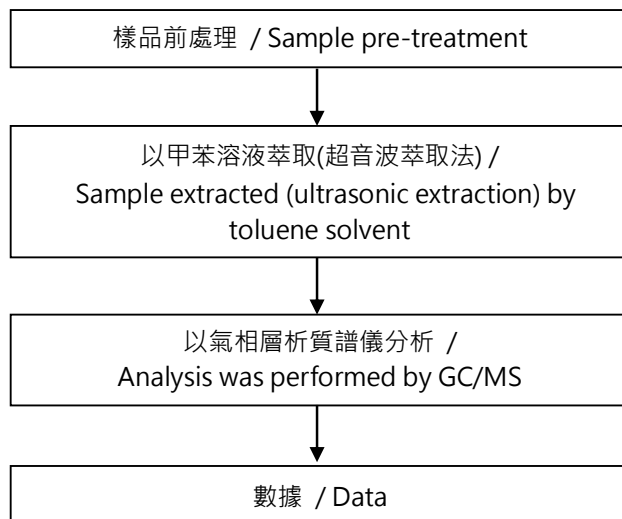 樣品前處理 / Sample pre-treatment
以甲苯溶液萃取(超音波萃取法) /
Sample extracted (ultrasonic extraction) by
toluene solvent
以氣相層析質譜儀分析 /
Analysis was performed by GC/MS
數據 / Data